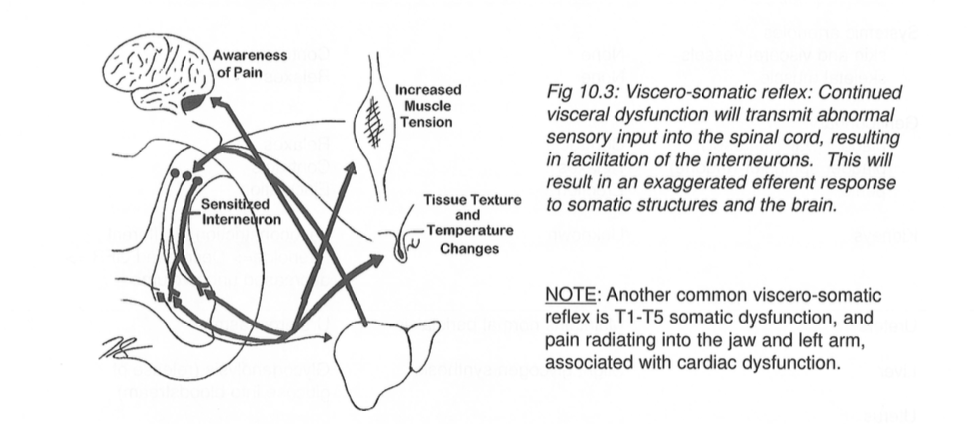 Awareness
of Pain
Increased
Muscle
Tension
Sensitized
Interneuron
Tissue Texture
and
Temperature
Changes
Fig 10.3: Viscero-somatic reflex: Continued
visceral dysfunction will transmit abnormal
sensory input into the spinal cord, resulting
in facilitation of the interneurons.  This will
result in an exaggerated efferent response
to somatic structures and the brain.
NOTE: Another common viscero-somatic
reflex is T1-T5 somatic dysfunction, and
pain radiating into the jaw and left arm,
associated with cardiac dysfunction.